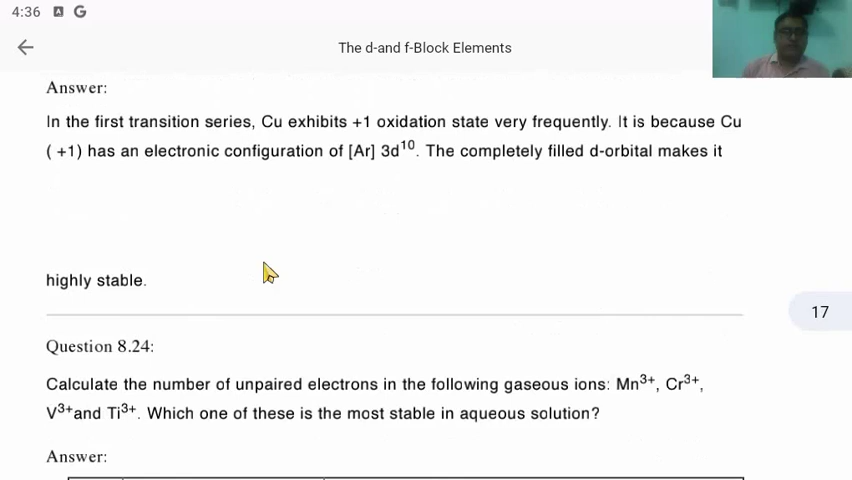 4:36 A G
The d-and f-Block Elements
Answer:
In the first transition series, Cu exhibits +1 oxidation state very frequently. It is because Cu
( +1) has an electronic configuration of [Ar] 3d¹⁰. The completely filled d-orbital makes it
highly stable.
17
Question 8.24:
Calculate the number of unpaired electrons in the following gaseous ions: Mn³⁺, Cr³⁺,
V³⁺and Ti³⁺. Which one of these is the most stable in aqueous solution?
Answer: